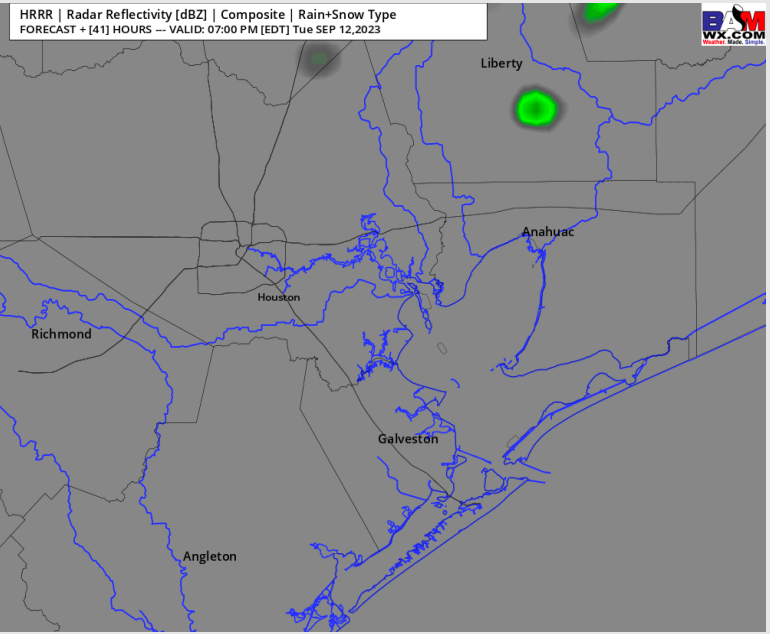 HRRR | Radar Reflectivity [dBZ] | Composite | Rain+Snow Type
FORECAST + [41] HOURS --- VALID: 07:00 PM [EDT] Tue SEP 12,2023
BAM
WX.COM
Weather. Made. Simple.
Liberty
Anahuac
Houston
Richmond
Galveston
Angleton